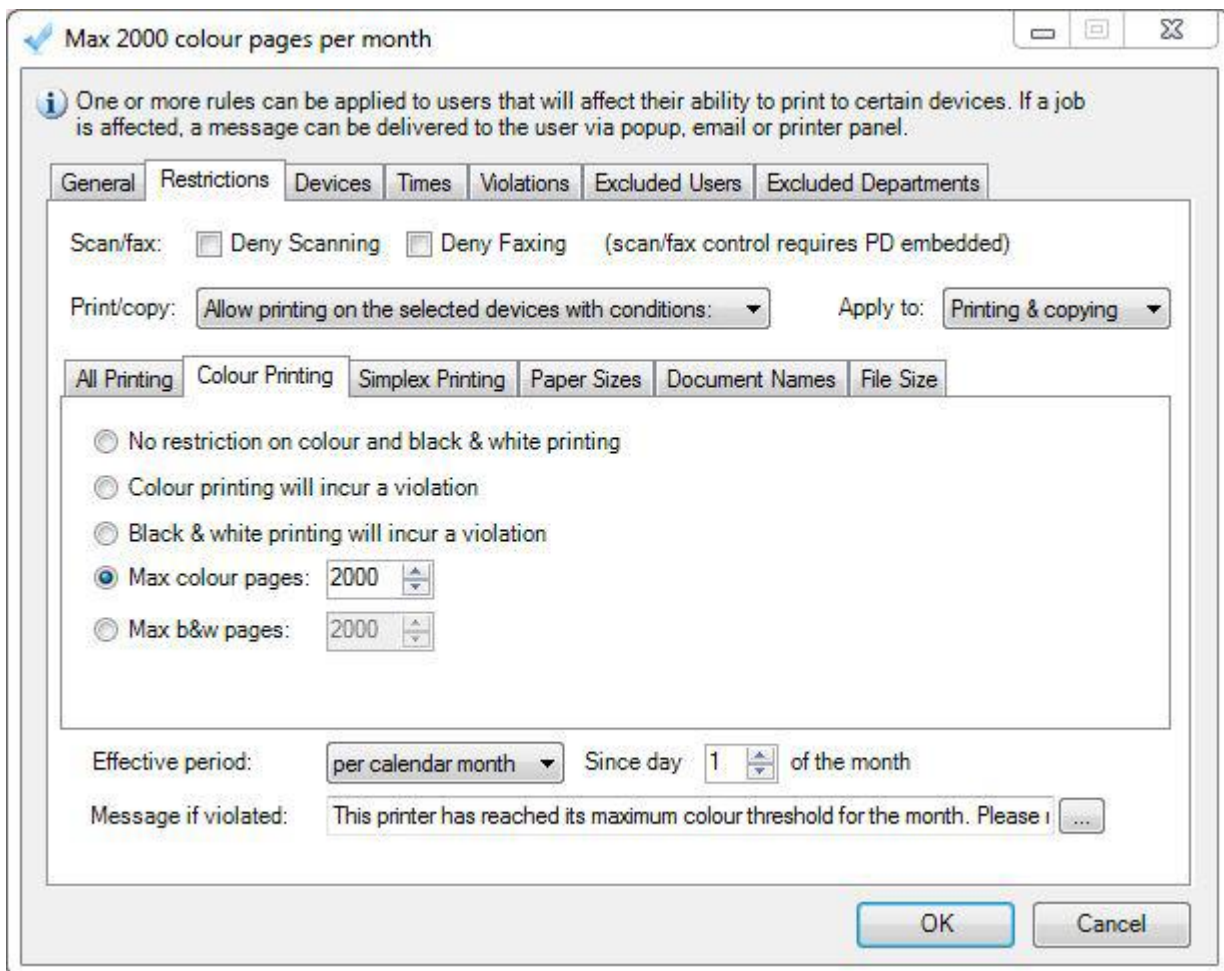 Max 2000 colour pages per month
One or more rules can be applied to users that will affect their ability to print to certain devices. If a job
is affected, a message can be delivered to the user via popup, email or printer panel.
General Restrictions Devices Times Violations Excluded Users Excluded Departments
Scan/fax: Deny Scanning Deny Faxing (scan/fax control requires PD embedded)
Print/copy: Allow printing on the selected devices with conditions: Apply to: Printing & copying
All Printing Colour Printing Simplex Printing Paper Sizes Document Names File Size
No restriction on colour and black & white printing
Colour printing will incur a violation
Black & white printing will incur a violation
Max colour pages: 2000
Max b&w pages: 2000
Effective period: per calendar month Since day 1 of the month
Message if violated: This printer has reached its maximum colour threshold for the month. Please ...
OK Cancel